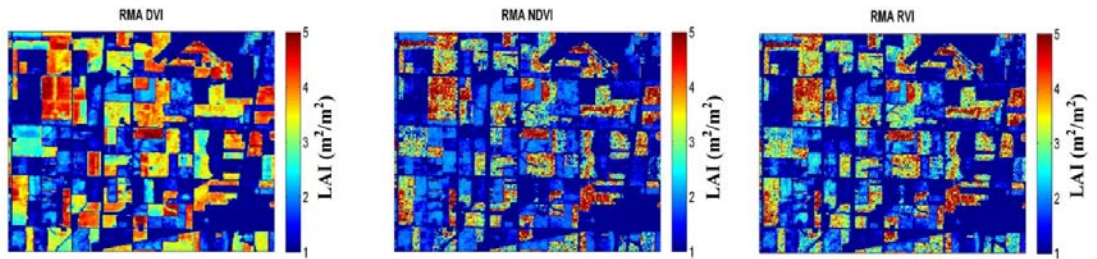 RMA DVI
5
4
3
2
1
LAI (m²/m²)
RMA NDVI
5
4
3
2
1
LAI (m²/m²)
RMA RVI
5
4
3
2
1
LAI (m²/m²)